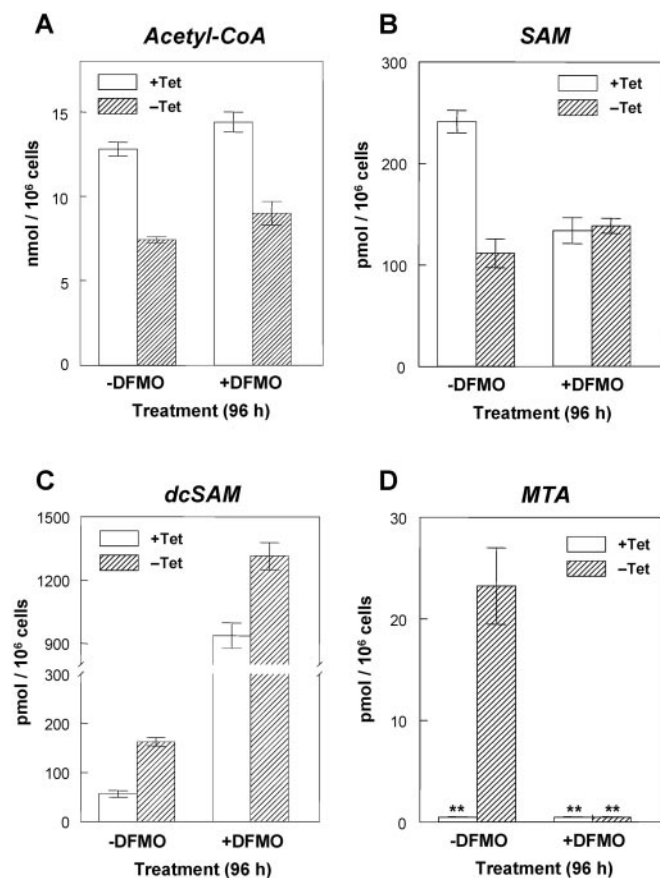 A
Acetyl-CoA
+Tet
−Tet
15
10
5
0
nmol / 10⁶ cells
-DFMO +DFMO
Treatment (96 h)
B
SAM
300
+Tet
−Tet
200
100
0
pmol / 10⁶ cells
-DFMO +DFMO
Treatment (96 h)
C
dcSAM
1500
+Tet
−Tet
1200
900
300
200
100
0
pmol / 10⁶ cells
-DFMO +DFMO
Treatment (96 h)
D
MTA
30
+Tet
−Tet
20
10
0
pmol / 10⁶ cells
** ** **
-DFMO +DFMO
Treatment (96 h)